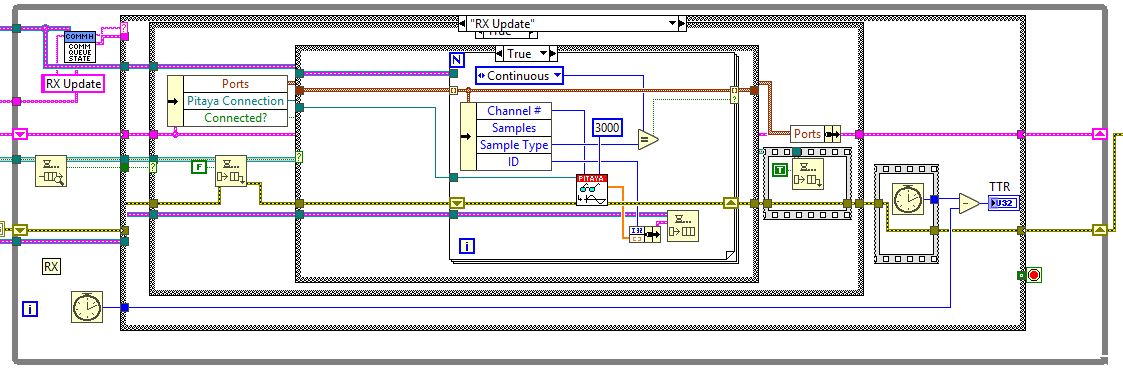 "RX Update"
True
COMM
COMM
QUEUE
STATE
RX Update
True
N
Continuous
Ports
Pitaya Connection
Connected?
Channel #
Samples
Sample Type
ID
3000
=
Ports
F
PITAYA
T
TTR
U32
I32
i
RX
i